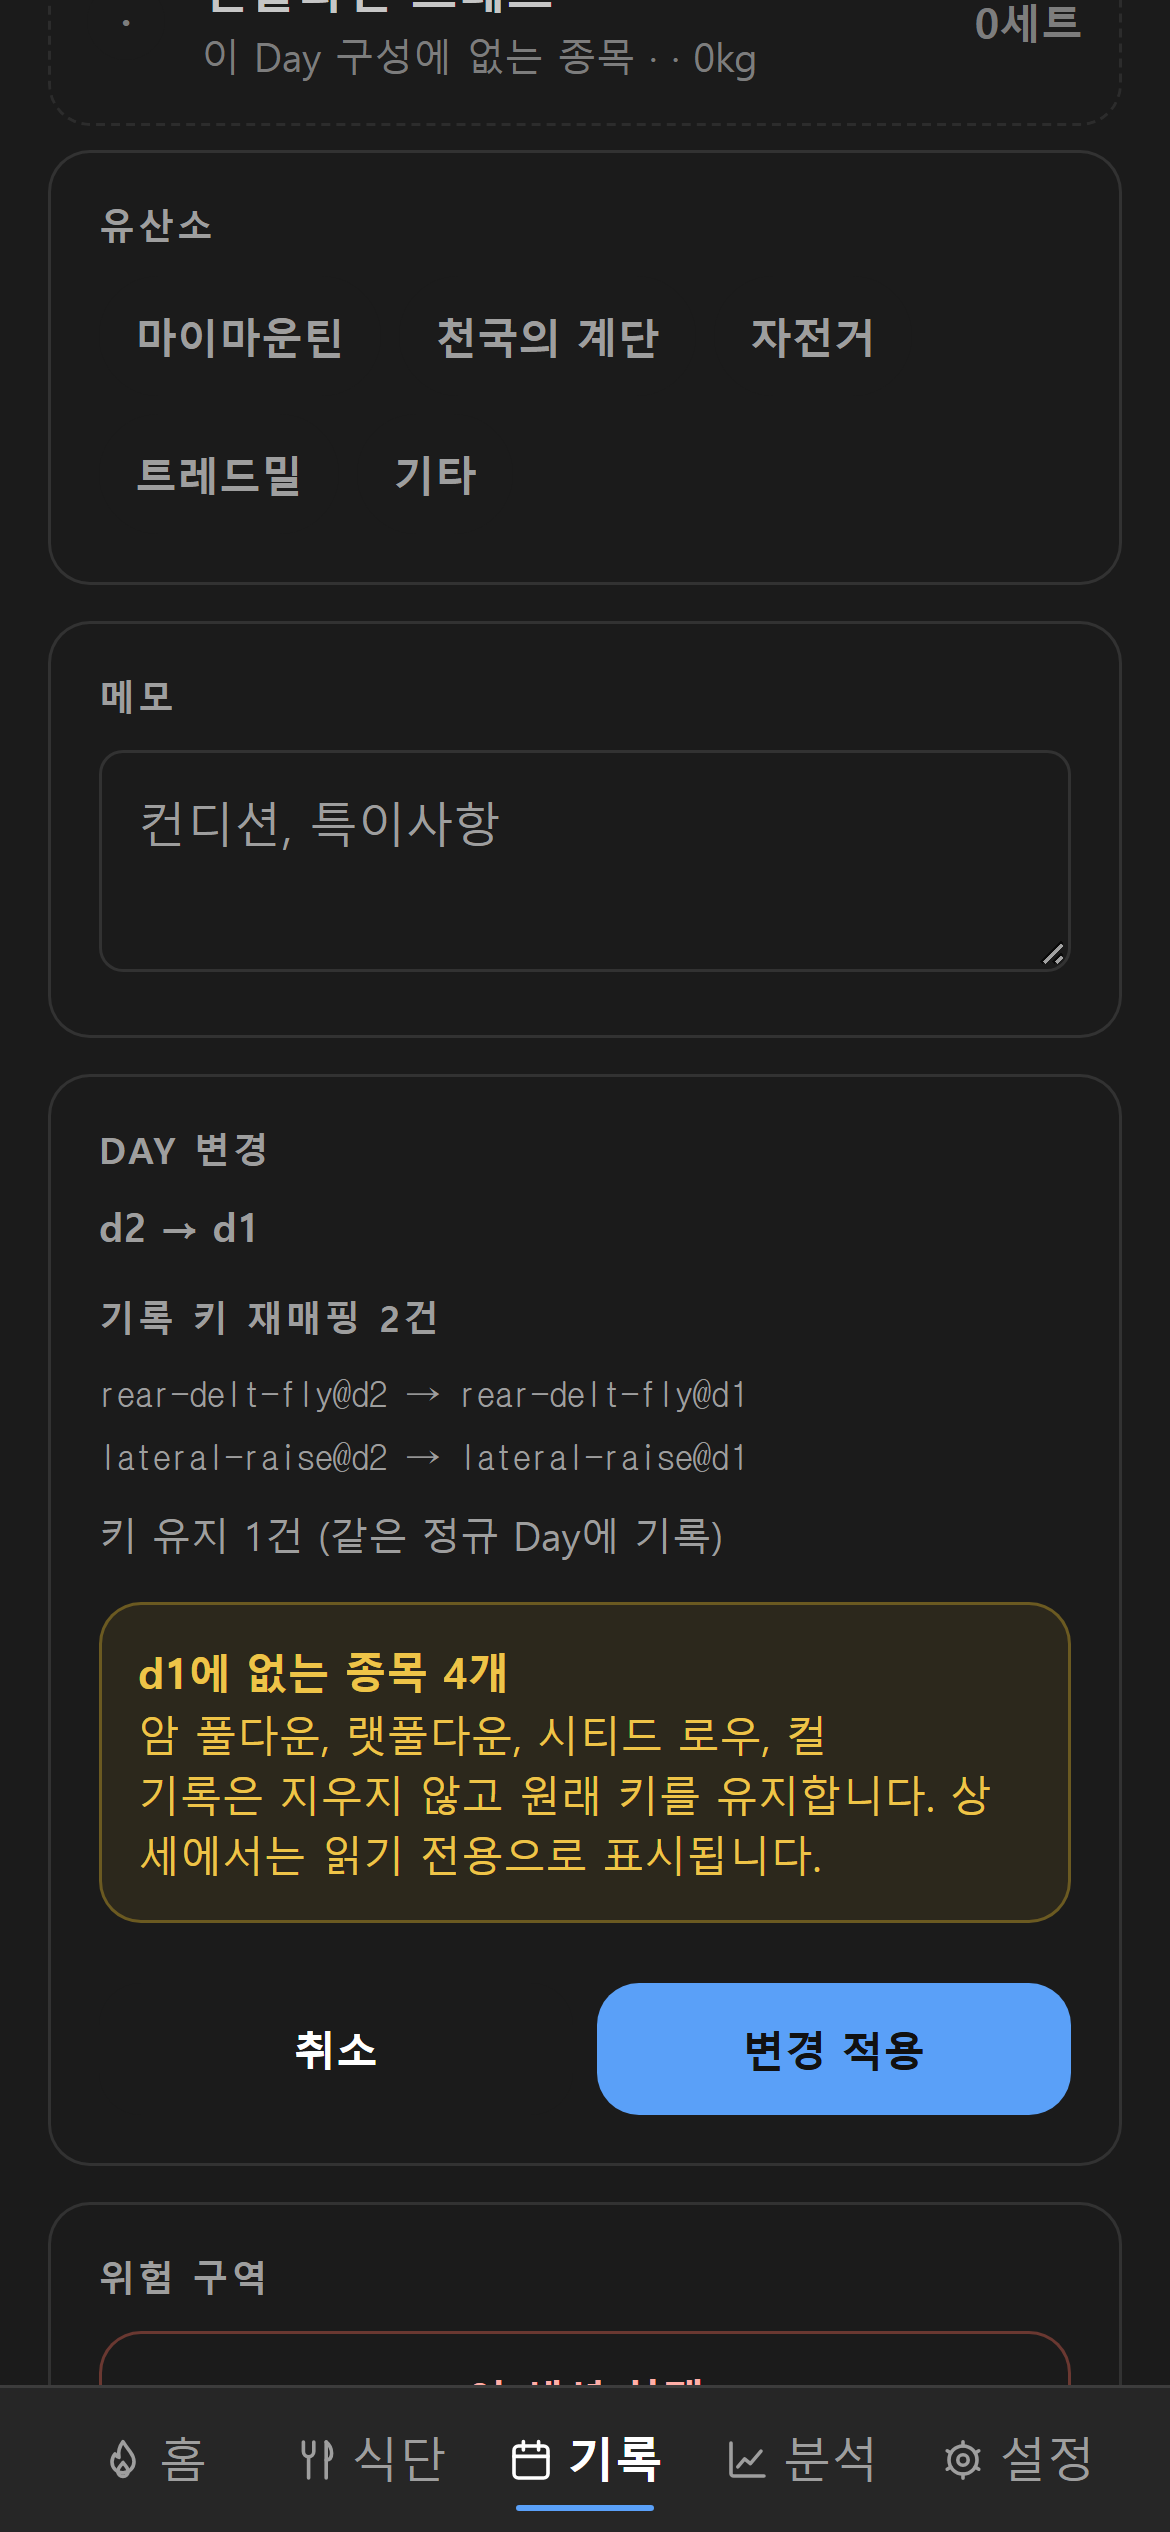 0세트
이 Day 구성에 없는 종목 · · 0kg
유산소
마이마운틴 천국의 계단 자전거
트레드밀 기타
메모
컨디션, 특이사항
DAY 변경
d2 → d1
기록 키 재매핑 2건
rear-delt-fly@d2 → rear-delt-fly@d1
lateral-raise@d2 → lateral-raise@d1
키 유지 1건 (같은 정규 Day에 기록)
d1에 없는 종목 4개
암 풀다운, 랫풀다운, 시티드 로우, 컬
기록은 지우지 않고 원래 키를 유지합니다. 상
세에서는 읽기 전용으로 표시됩니다.
취소 변경 적용
위험 구역
홈 식단 기록 분석 설정